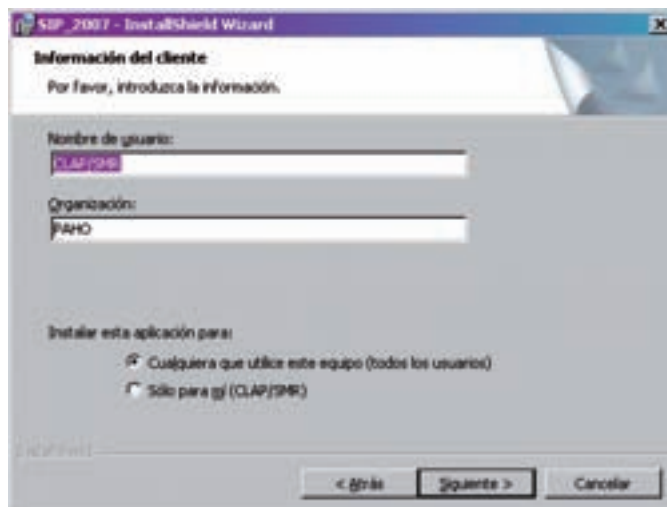 SIP_2007 - InstallShield Wizard
Información del cliente
Por favor, introduzca la información.
Nombre de usuario:
CLAP/SMR
Organización:
PAHO
Instalar esta aplicación para:
Cualquiera que utilice este equipo (todos los usuarios)
Sólo para mí (CLAP/SMR)
InstallShield
< Atrás
Siguiente >
Cancelar